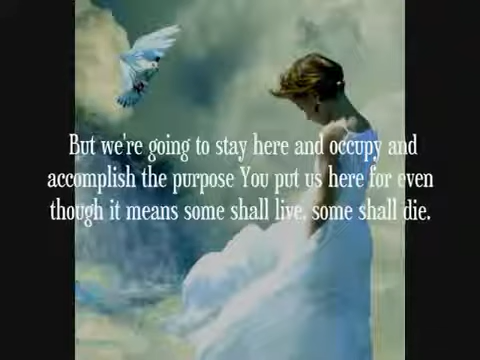 But we're going to stay here and occupy and
accomplish the purpose You put us here for even
though it means some shall live, some shall die.